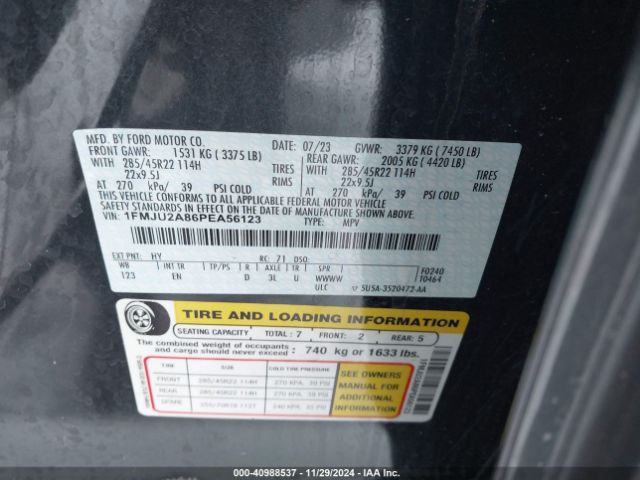 MFD. BY FORD MOTOR CO.
DATE: 07/23 GVWR: 3379 KG (7450 LB)
FRONT GAWR: 1531 KG (3375 LB) REAR GAWR: 2005 KG (4420 LB)
WITH 285/45R22 114H TIRES WITH 285/45R22 114H TIRES
22x9.5J RIMS 22x9.5J RIMS
AT 270 kPa/ 39 PSI COLD AT 270 kPa/ 39 PSI COLD
THIS VEHICLE CONFORMS TO ALL APPLICABLE FEDERAL MOTOR VEHICLE
SAFETY STANDARDS IN EFFECT ON THE DATE OF MANUFACTURE SHOWN ABOVE.
VIN: 1FMJU2A86PEA56123 TYPE: MPV
EXT PNT: HY RC: 71 DSO:
WB INT TR TP/PS R AXLE TR SPR F0240
123 EN D 3L U WWWW T0464
ULC 5U5A-3520472-AA
TIRE AND LOADING INFORMATION
SEATING CAPACITY TOTAL: 7 FRONT: 2 REAR: 5
The combined weight of occupants and cargo should never exceed: 740 kg or 1633 lbs.
TIRE SIZE COLD TIRE PRESSURE
FRONT 285/45R22 114H 270 KPA, 39 PSI
REAR 285/45R22 114H 270 KPA, 39 PSI
SPARE
SEE OWNERS
MANUAL FOR
ADDITIONAL
INFORMATION
000-40988537 - 11/29/2024 - IAA Inc.